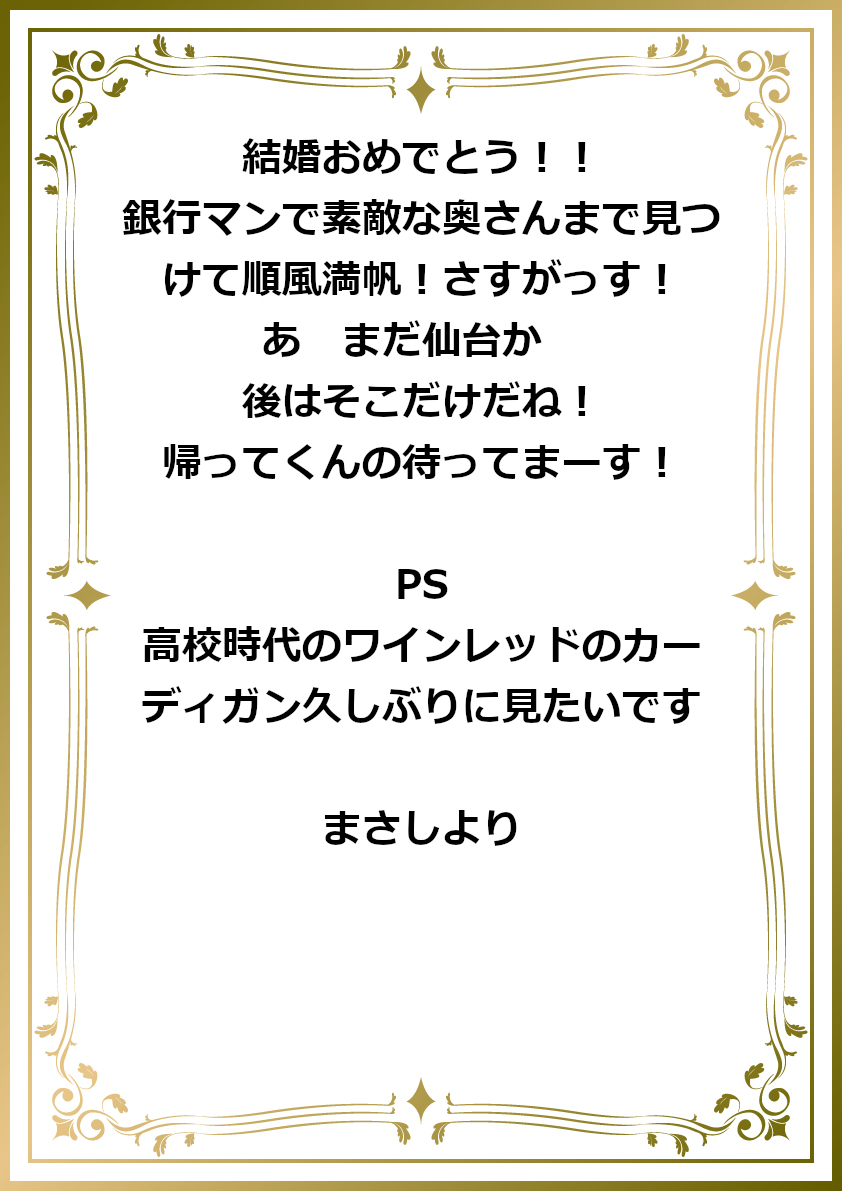 結婚おめでとう！！
銀行マンで素敵な奥さんまで見つ
けて順風満帆！さすがっす！
あ　まだ仙台か
後はそこだけだね！
帰ってくんの待ってまーす！
PS
高校時代のワインレッドのカー
ディガン久しぶりに見たいです
まさしより